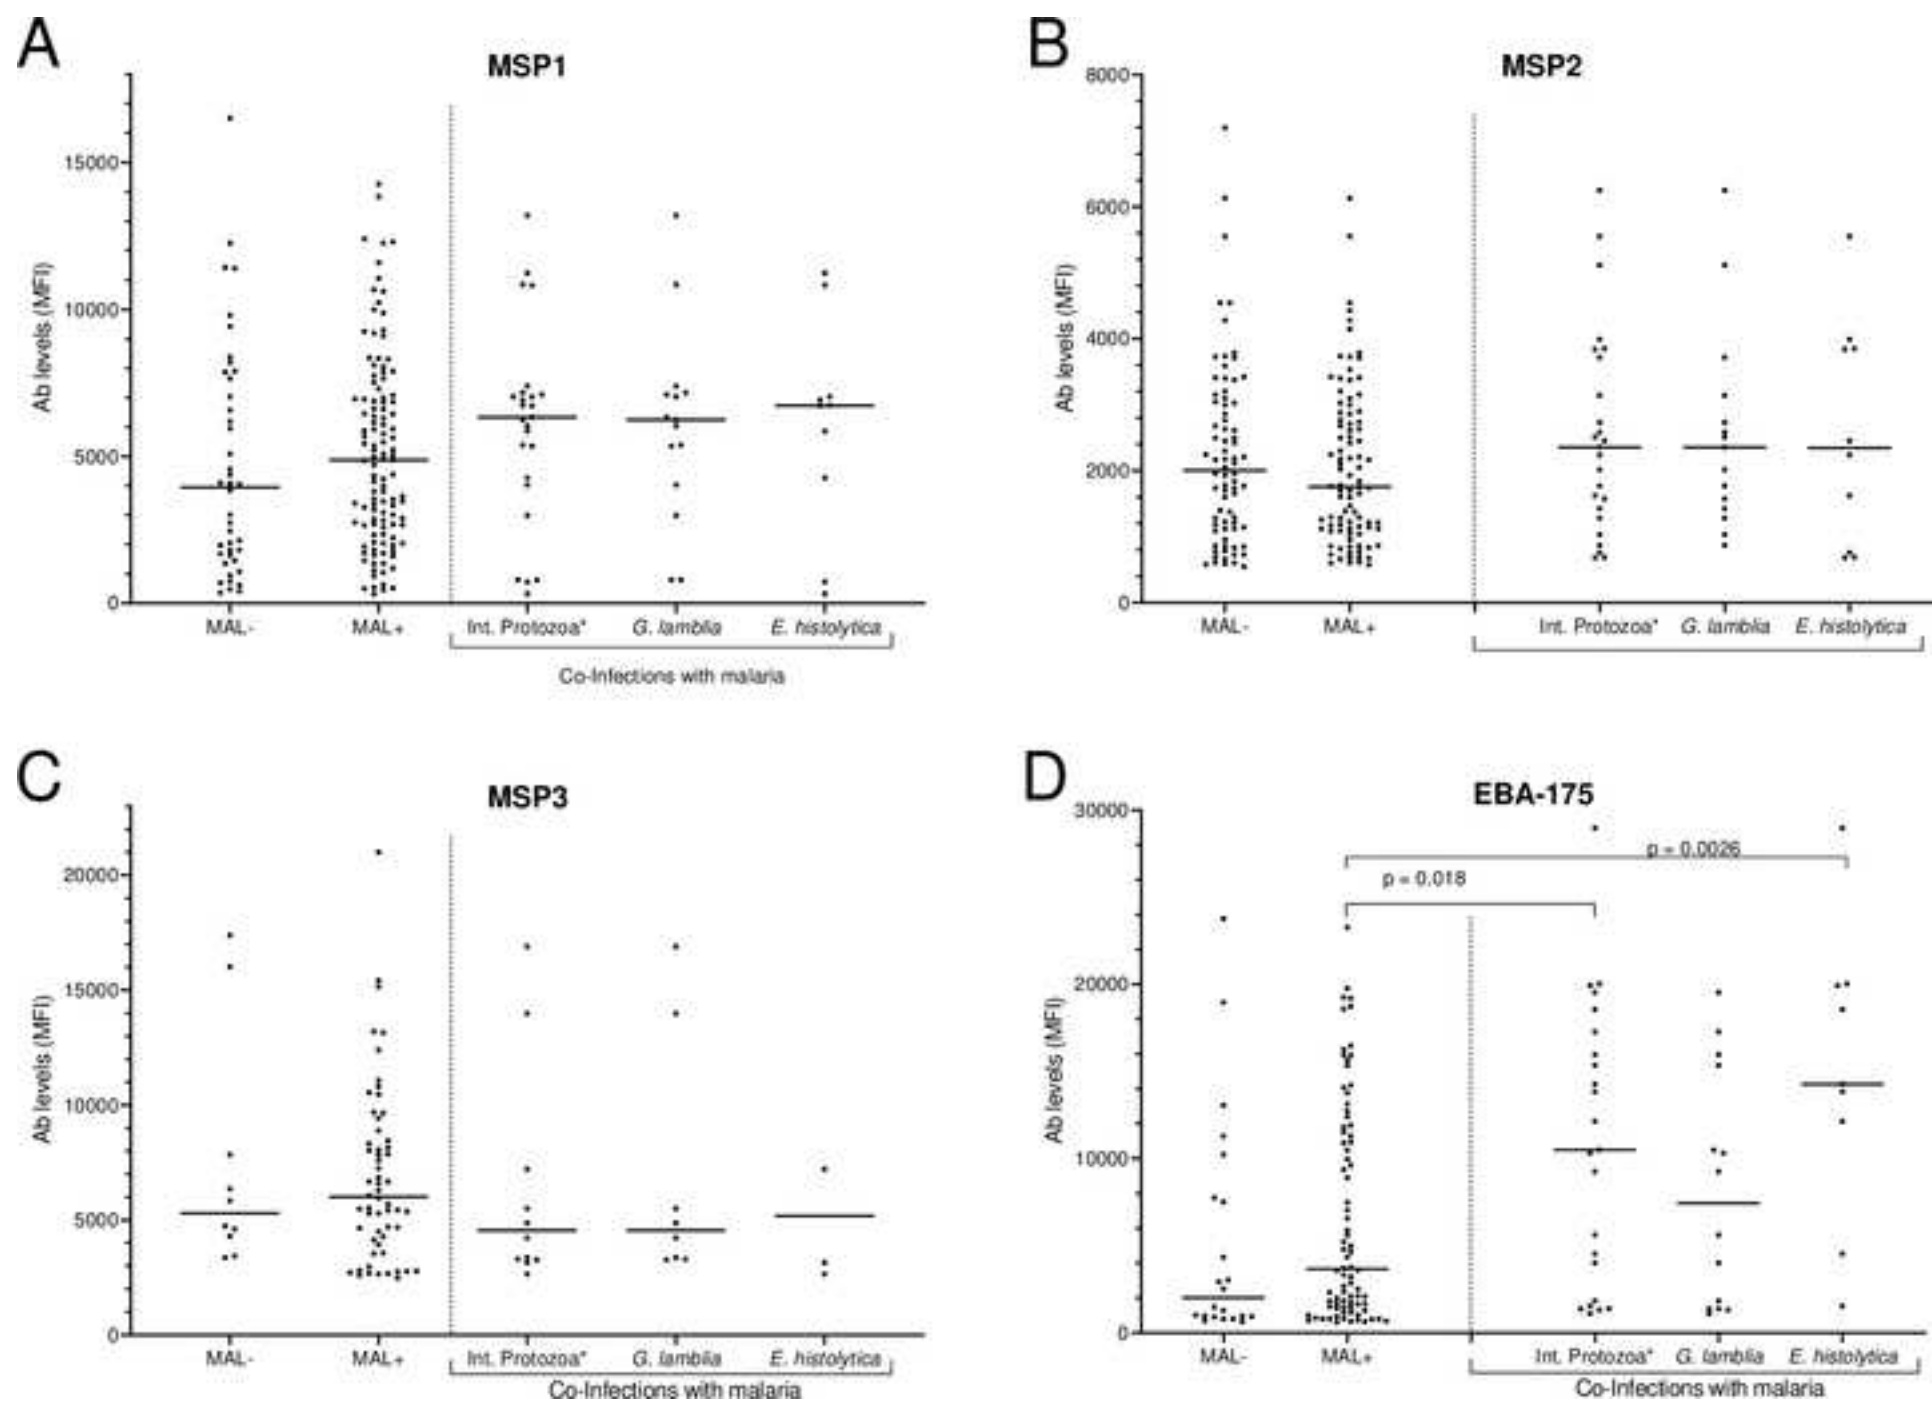 A
MSP1
Ab levels (MFI)
15000
10000
5000
0
MAL-
MAL+
Int. Protozoa*
G. lamblia
E. histolytica
Co-Infections with malaria
B
MSP2
Ab levels (MFI)
8000
6000
4000
2000
0
MAL-
MAL+
Int. Protozoa*
G. lamblia
E. histolytica
C
MSP3
Ab levels (MFI)
20000
15000
10000
5000
0
MAL-
MAL+
Int. Protozoa*
G. lamblia
E. histolytica
Co-Infections with malaria
D
EBA-175
Ab levels (MFI)
30000
20000
10000
0
p = 0.0026
p = 0.018
MAL-
MAL+
Int. Protozoa*
G. lamblia
E. histolytica
Co-Infections with malaria